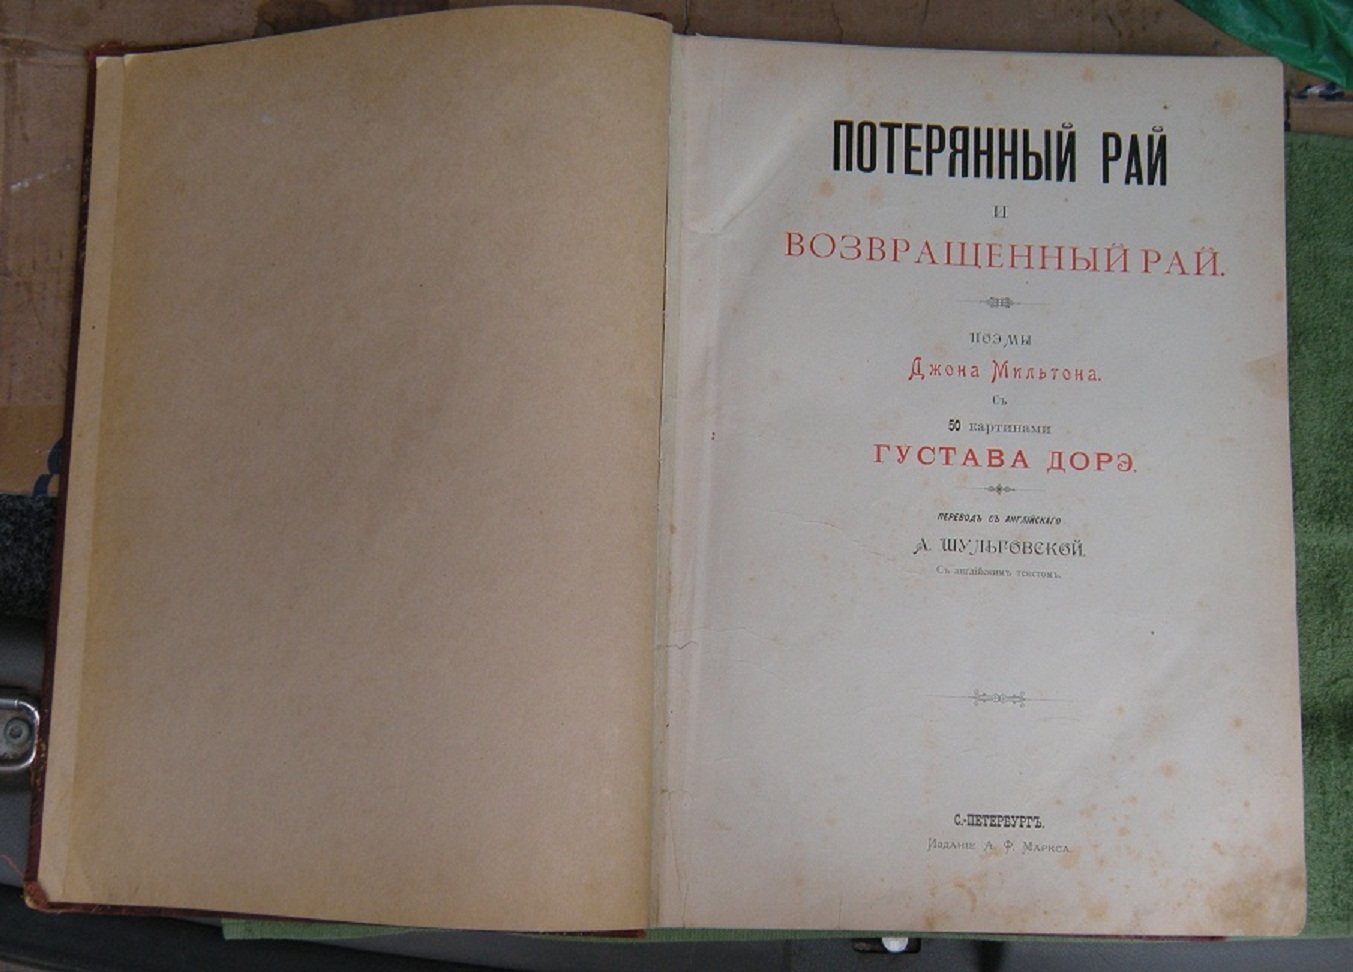 ПОТЕРЯННЫЙ РАЙ
И
ВОЗВРАЩЕННЫЙ РАЙ.
ПОЭМЫ
Джона Мильтона.
Съ
50 картинами
ГУСТАВА ДОРЭ.
ПЕРЕВОДЪ СЪ АНГЛІЙСКАГО
А. ШУЛЬГОВСКОЙ.
Съ англійскимъ текстомъ.
С.-ПЕТЕРБУРГЪ.
Изданіе А. Ф. Маркса.